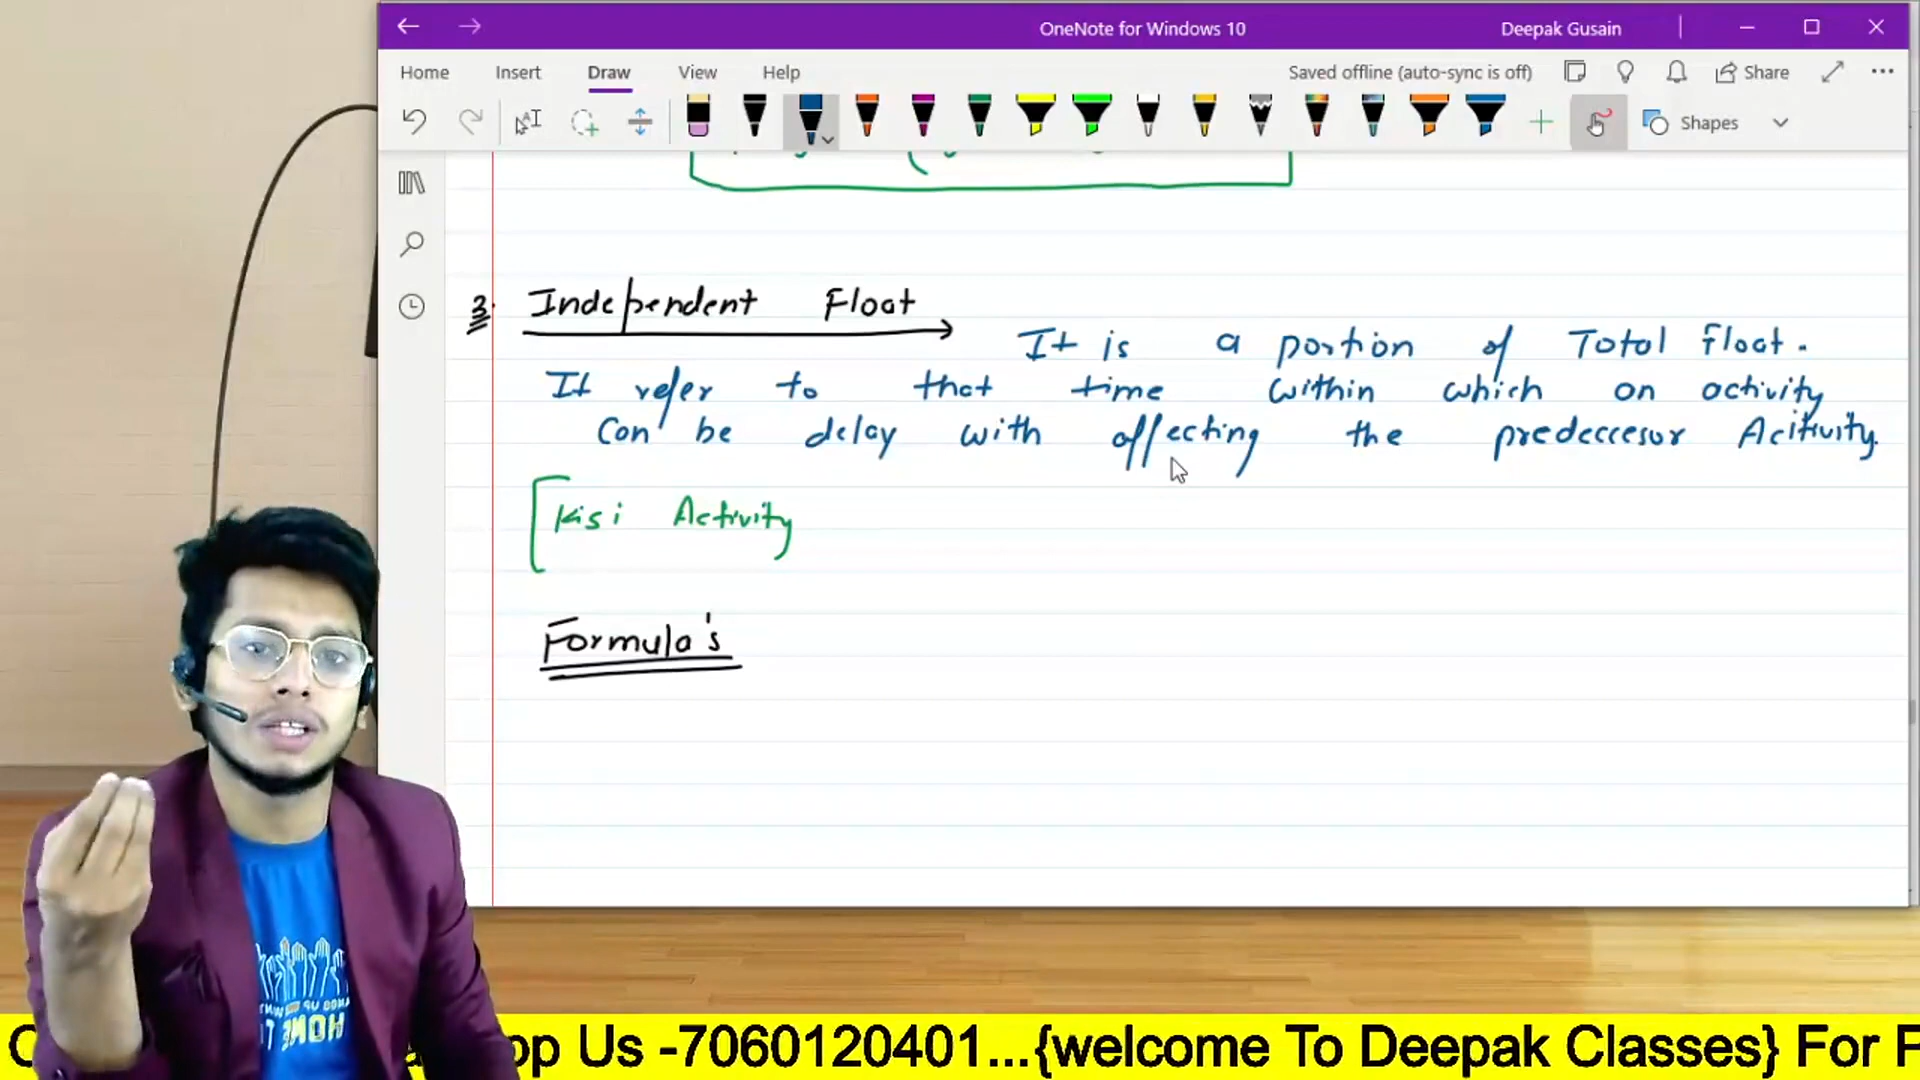 OneNote for Windows 10
Deepak Gusain
Home Insert Draw View Help
Saved offline (auto-sync is off) Share
Shapes
3. Independent Float
It is a portion of Total Float.
It refer to that time within which an activity
Can be delay with affecting the predeccesor Acitivity.
Kisi Activity
Formula's
op Us -7060120401...{welcome To Deepak Classes} For F